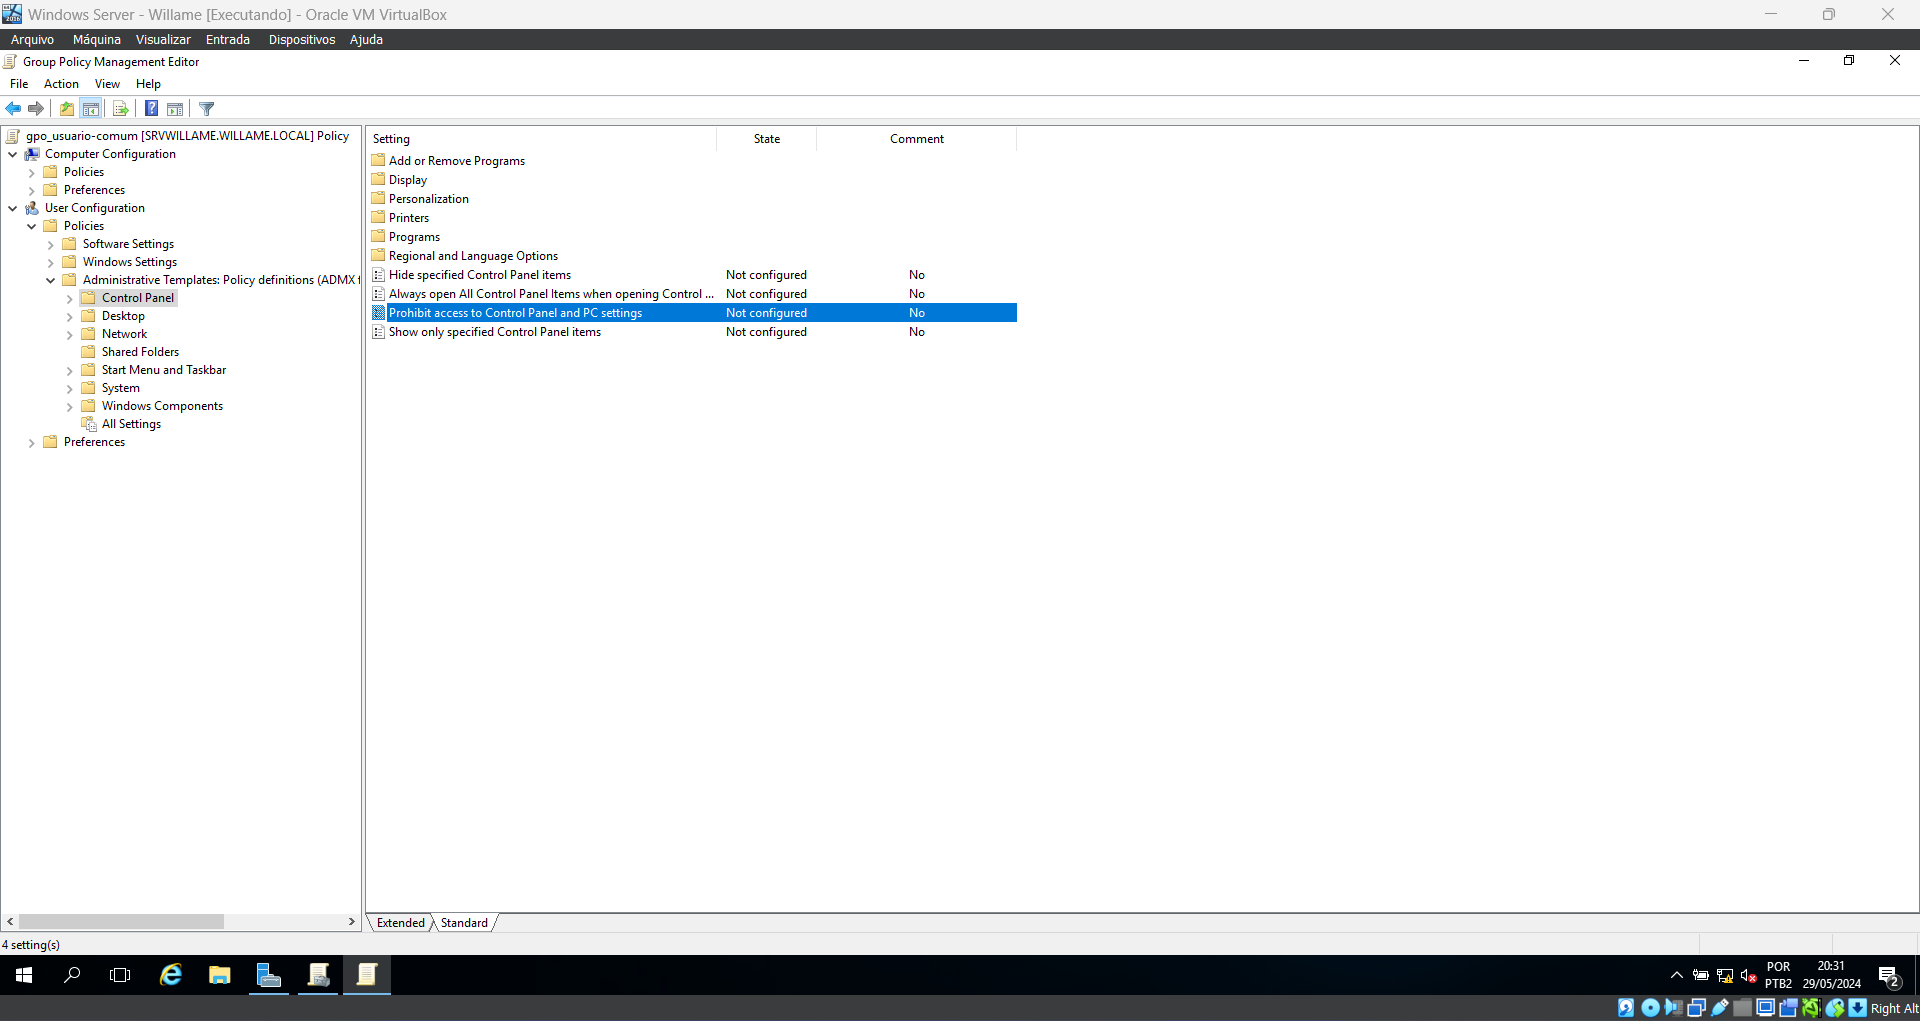 Windows Server - Willame [Executando] - Oracle VM VirtualBox
Arquivo Máquina Visualizar Entrada Dispositivos Ajuda
Group Policy Management Editor
File Action View Help
gpo_usuario-comum [SRVWILLAME.WILLAME.LOCAL] Policy
Computer Configuration
Policies
Preferences
User Configuration
Policies
Software Settings
Windows Settings
Administrative Templates: Policy definitions (ADMX f
Control Panel
Desktop
Network
Shared Folders
Start Menu and Taskbar
System
Windows Components
All Settings
Preferences
Setting State Comment
Add or Remove Programs
Display
Personalization
Printers
Programs
Regional and Language Options
Hide specified Control Panel items Not configured No
Always open All Control Panel Items when opening Control ... Not configured No
Prohibit access to Control Panel and PC settings Not configured No
Show only specified Control Panel items Not configured No
Extended Standard
4 setting(s)
POR
PTB2
20:31
29/05/2024
2
Right Alt